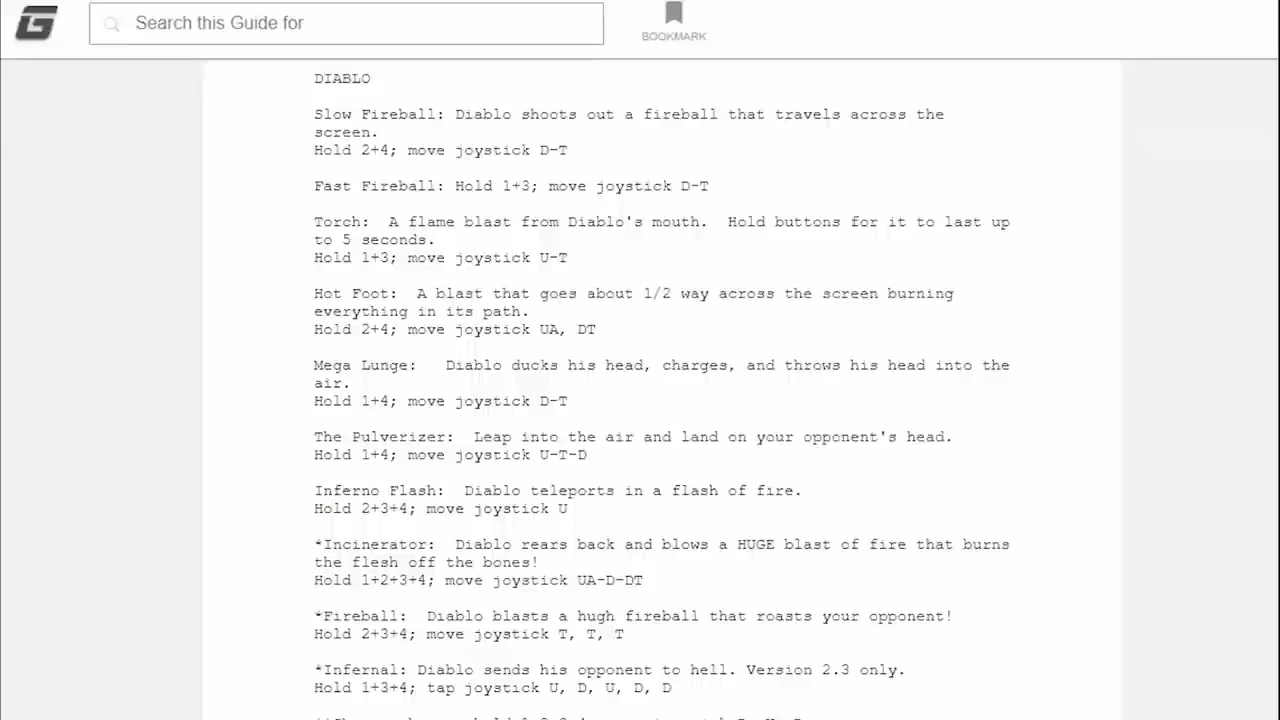 Search this Guide for
BOOKMARK
DIABLO
Slow Fireball: Diablo shoots out a fireball that travels across the
screen.
Hold 2+4; move joystick D-T
Fast Fireball: Hold 1+3; move joystick D-T
Torch:  A flame blast from Diablo's mouth.  Hold buttons for it to last up
to 5 seconds.
Hold 1+3; move joystick U-T
Hot Foot:  A blast that goes about 1/2 way across the screen burning
everything in its path.
Hold 2+4; move joystick UA, DT
Mega Lunge:   Diablo ducks his head, charges, and throws his head into the
air.
Hold 1+4; move joystick D-T
The Pulverizer:  Leap into the air and land on your opponent's head.
Hold 1+4; move joystick U-T-D
Inferno Flash:  Diablo teleports in a flash of fire.
Hold 2+3+4; move joystick U
*Incinerator:  Diablo rears back and blows a HUGE blast of fire that burns
the flesh off the bones!
Hold 1+2+3+4; move joystick UA-D-DT
*Fireball:  Diablo blasts a hugh fireball that roasts your opponent!
Hold 2+3+4; move joystick T, T, T
*Infernal: Diablo sends his opponent to hell. Version 2.3 only.
Hold 1+3+4; tap joystick U, D, U, D, D